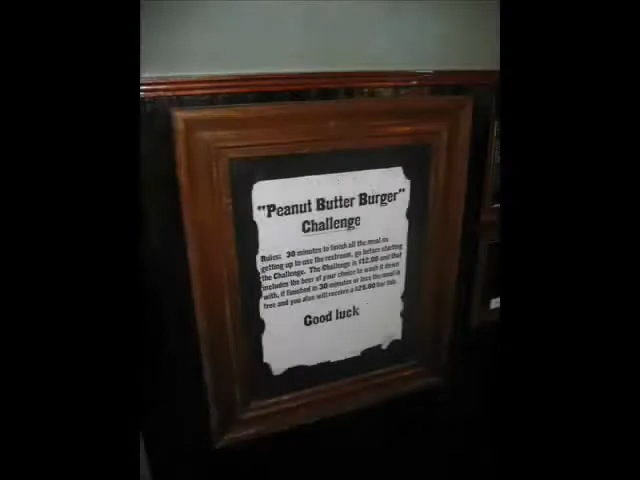 "Peanut Butter Burger"
Challenge
Rules: 30 minutes to finish all the meal no
getting up to use the restroom, go before starting
the Challenge. The Challenge is $12.00 and that
includes the beer of your choice to wash it down
with, if finished in 30 minutes or less the meal is
free and you also will receive a $25.00 bar tab.
Good luck